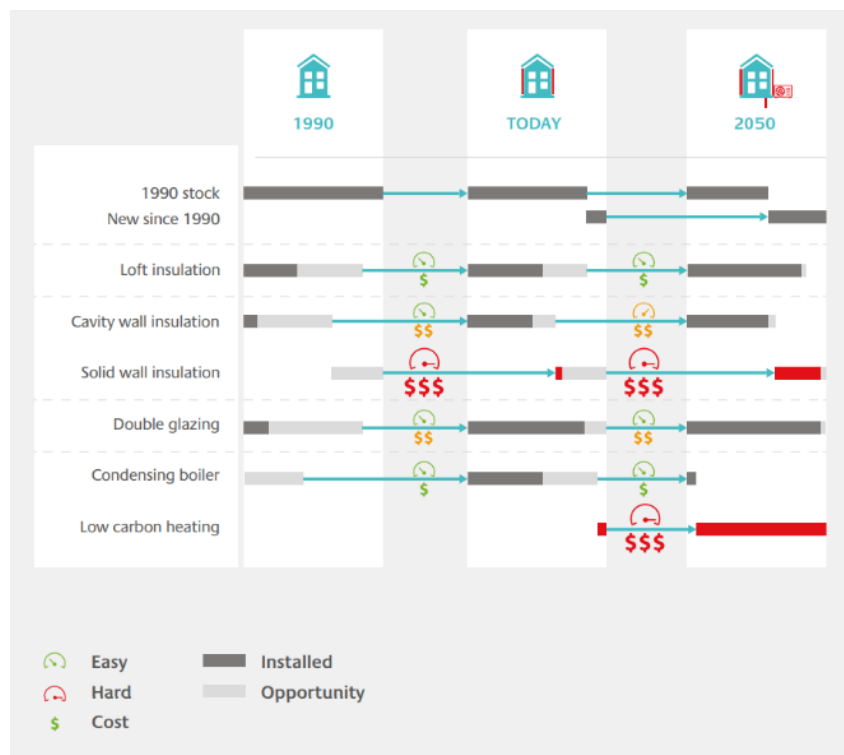 1990 TODAY 2050
1990 stock
New since 1990
Loft insulation
$ $
Cavity wall insulation
$$ $$
Solid wall insulation
$$$ $$$
Double glazing
$$ $$
Condensing boiler
$ $
Low carbon heating
$$$
Easy Installed
Hard Opportunity
$ Cost